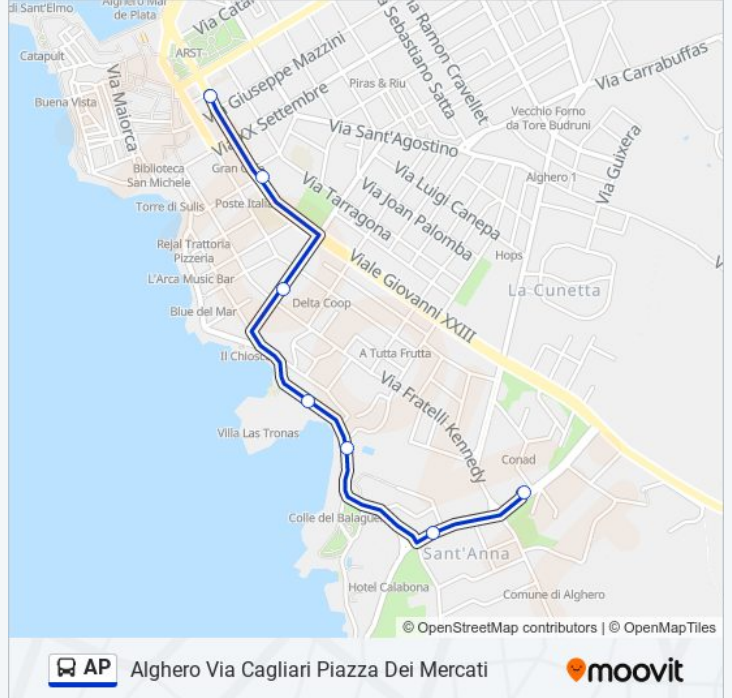 di Sant'Elmo
Alghero Mar
de Plata
Via Cata
Catapult
ARST
Via Giuseppe Mazzini
Via Ramon Cravellet
Via Sebastiano Satta
Via Carrabuffas
Via Maiorca
Buena Vista
Piras & Riu
Via XX Settembre
Vecchio Forno
da Tore Budruni
Via Sant'Agostino
Via Guixera
Biblioteca
San Michele
Gran C
Via Luigi Canepa
Alghero 1
Torre di Sulis
Poste Itali
Via Tarragona
Via Joan Palomba
Rejal Trattoria
Pizzeria
Hops
L'Arca Music Bar
Viale Giovanni XXIII
La Cunetta
Delta Coop
Blue del Mar
Il Chiosc
A Tutta Frutta
Via Fratelli Kennedy
Villa Las Tronas
Conad
Colle del Balague
Sant'Anna
Hotel Calabona
Comune di Alghero
© OpenStreetMap contributors | © OpenMapTiles
AP Alghero Via Cagliari Piazza Dei Mercati
moovit